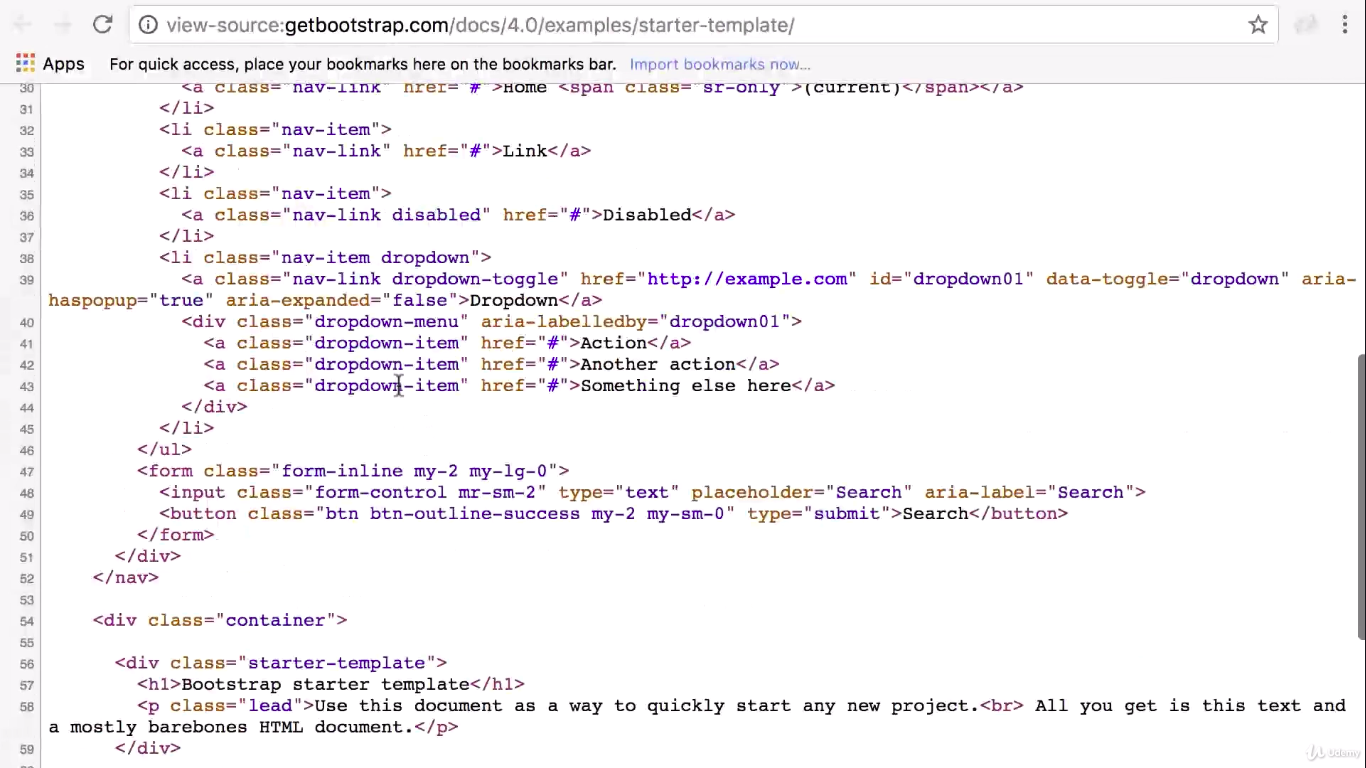 view-source:getbootstrap.com/docs/4.0/examples/starter-template/
Apps For quick access, place your bookmarks here on the bookmarks bar. Import bookmarks now...
30 <a class="nav-link" href="#">Home <span class="sr-only">(current)</span></a>
31 </li>
32 <li class="nav-item">
33 <a class="nav-link" href="#">Link</a>
34 </li>
35 <li class="nav-item">
36 <a class="nav-link disabled" href="#">Disabled</a>
37 </li>
38 <li class="nav-item dropdown">
39 <a class="nav-link dropdown-toggle" href="http://example.com" id="dropdown01" data-toggle="dropdown" aria-
haspopup="true" aria-expanded="false">Dropdown</a>
40 <div class="dropdown-menu" aria-labelledby="dropdown01">
41 <a class="dropdown-item" href="#">Action</a>
42 <a class="dropdown-item" href="#">Another action</a>
43 <a class="dropdown-item" href="#">Something else here</a>
44 </div>
45 </li>
46 </ul>
47 <form class="form-inline my-2 my-lg-0">
48 <input class="form-control mr-sm-2" type="text" placeholder="Search" aria-label="Search">
49 <button class="btn btn-outline-success my-2 my-sm-0" type="submit">Search</button>
50 </form>
51 </div>
52 </nav>
53
54 <div class="container">
55
56 <div class="starter-template">
57 <h1>Bootstrap starter template</h1>
58 <p class="lead">Use this document as a way to quickly start any new project.<br> All you get is this text and
a mostly barebones HTML document.</p>
59 </div>
Udemy